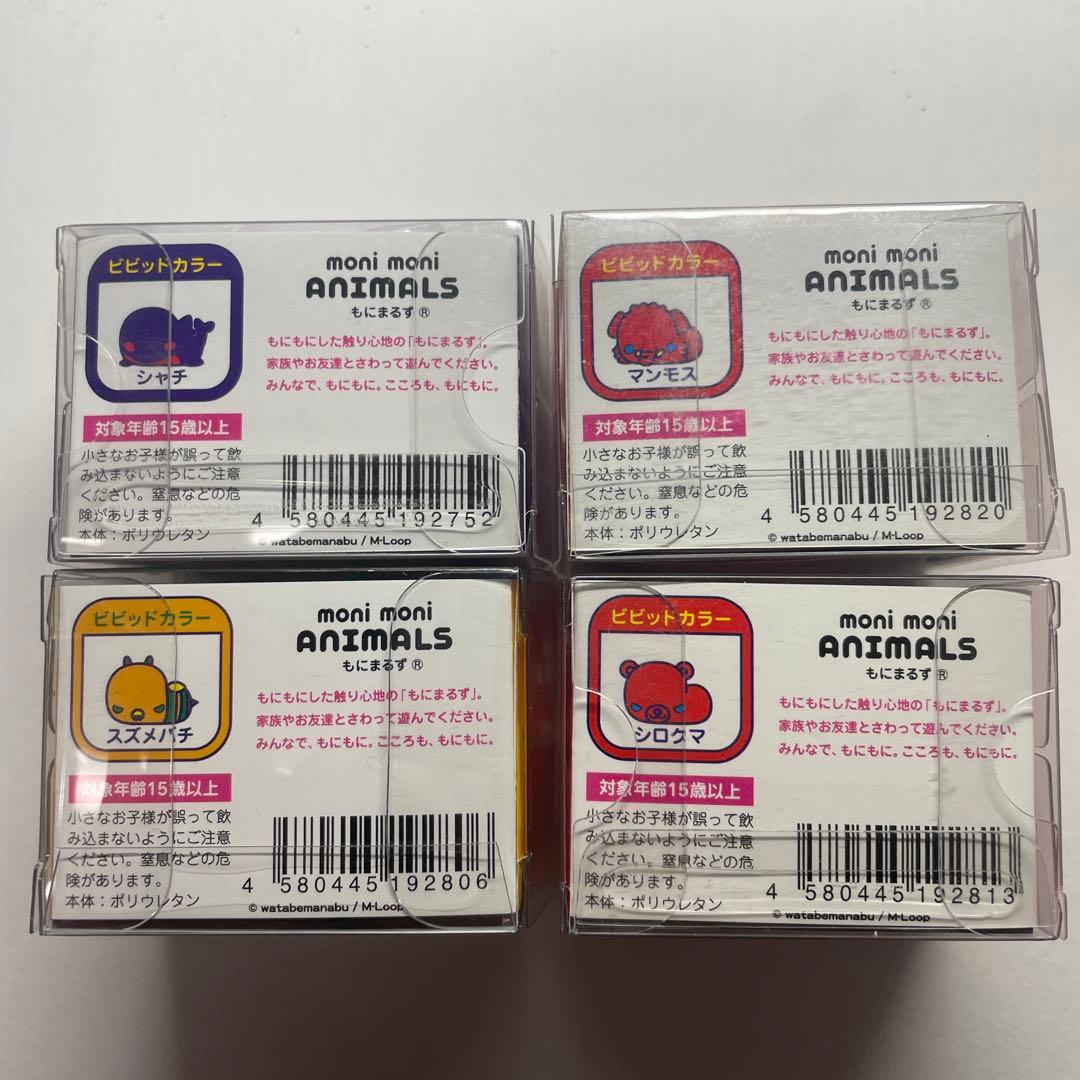 ビビッドカラー
シャチ
moni moni
ANIMALS
もにまるず ®
もにもにした触り心地の「もにまるず」。
家族やお友達とさわって遊んでください。
みんなで、もにもに。こころも、もにもに。
対象年齢15歳以上
小さなお子様が誤って飲
み込まないようにご注意
ください。窒息などの危
険があります。
本体：ポリウレタン
4 580445 192752
© watabemanabu / M-Loop
ビビッドカラー
マンモス
moni moni
ANIMALS
もにまるず ®
もにもにした触り心地の「もにまるず」。
家族やお友達とさわって遊んでください。
みんなで、もにもに。こころも、もにもに。
対象年齢15歳以上
小さなお子様が誤って飲
み込まないようにご注意
ください。窒息などの危
険があります。
本体：ポリウレタン
4 580445 192820
© watabemanabu / M-Loop
ビビッドカラー
スズメバチ
moni moni
ANIMALS
もにまるず ®
もにもにした触り心地の「もにまるず」。
家族やお友達とさわって遊んでください。
みんなで、もにもに。こころも、もにもに。
対象年齢15歳以上
小さなお子様が誤って飲
み込まないようにご注意
ください。窒息などの危
険があります。
本体：ポリウレタン
4 580445 192806
© watabemanabu / M-Loop
ビビッドカラー
シロクマ
moni moni
ANIMALS
もにまるず ®
もにもにした触り心地の「もにまるず」。
家族やお友達とさわって遊んでください。
みんなで、もにもに。こころも、もにもに。
対象年齢15歳以上
小さなお子様が誤って飲
み込まないようにご注意
ください。窒息などの危
険があります。
本体：ポリウレタン
4 580445 192813
© watabemanabu / M-Loop